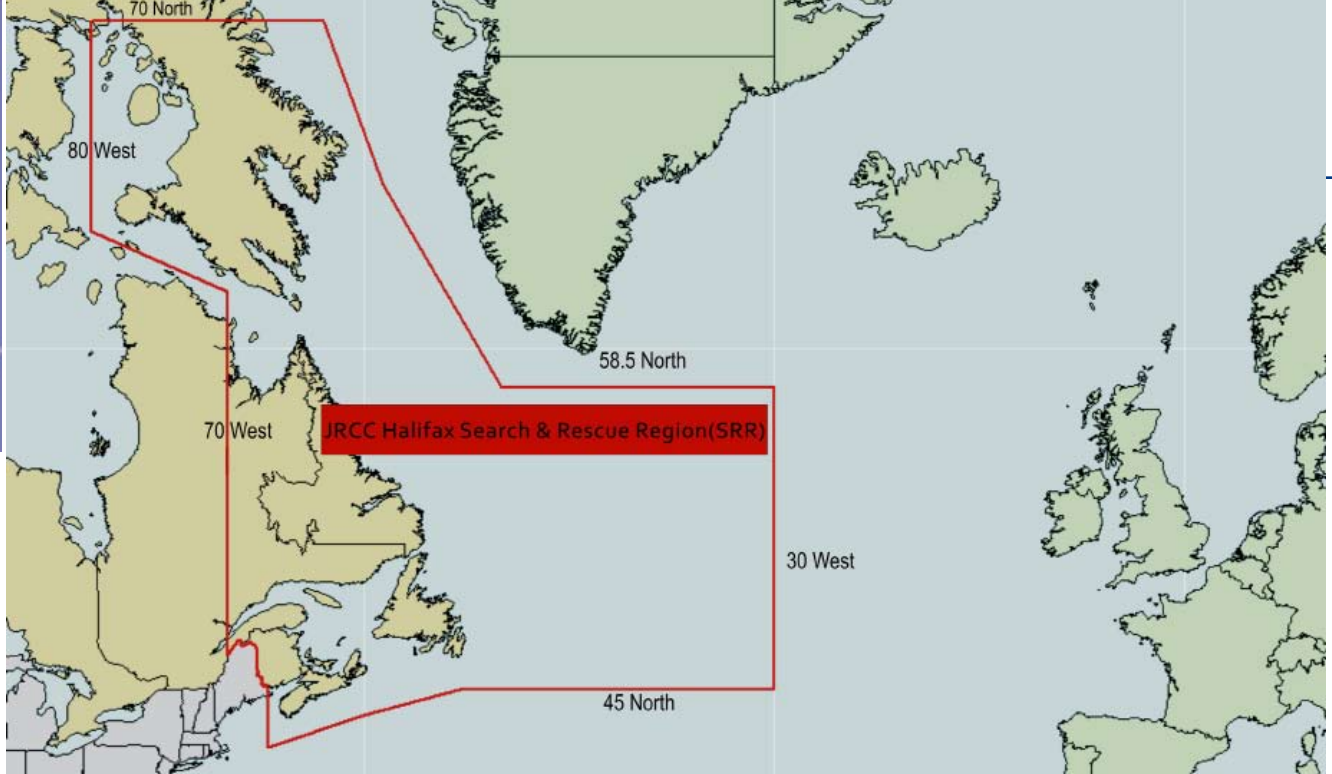 70 North
80 West
58.5 North
70 West
JRCC Halifax Search & Rescue Region(SRR)
30 West
45 North